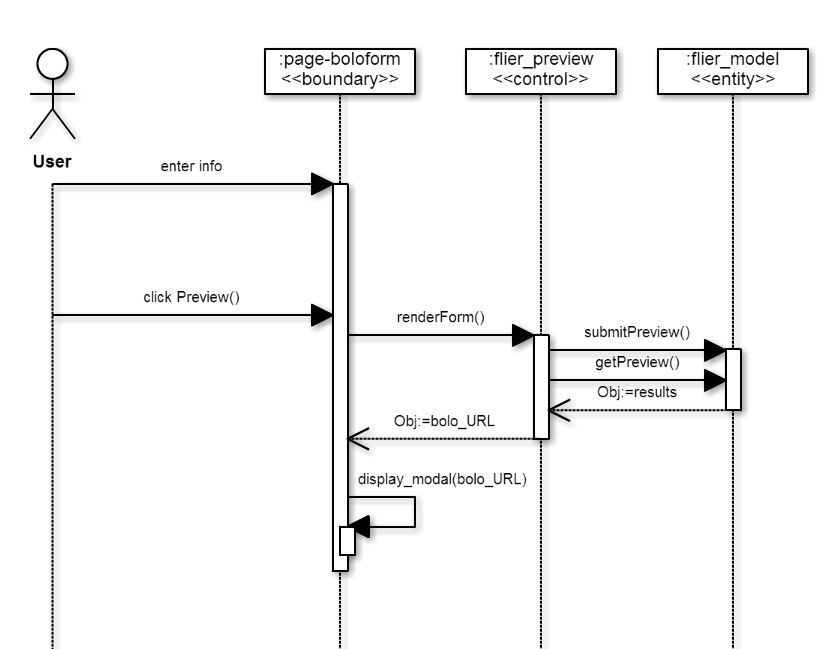 :page-boloform
<<boundary>>
:flier_preview
<<control>>
:flier_model
<<entity>>
User
enter info
click Preview()
renderForm()
submitPreview()
getPreview()
Obj:=results
Obj:=bolo_URL
display_modal(bolo_URL)